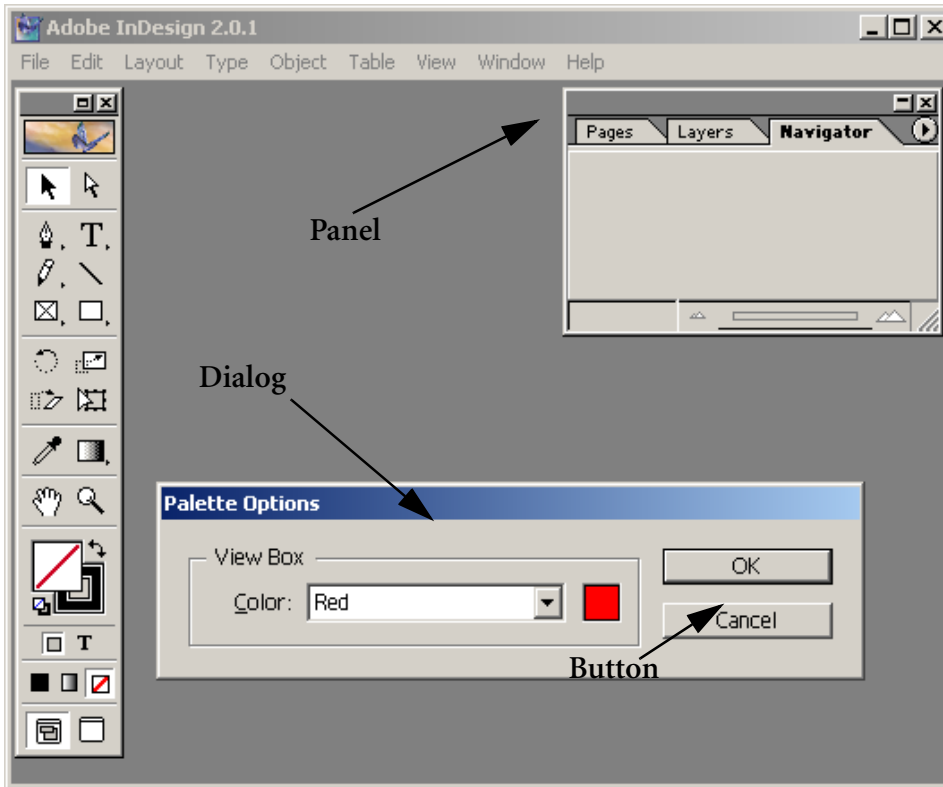 Adobe InDesign 2.0.1
File Edit Layout Type Object Table View Window Help
Pages Layers Navigator
Panel
T
Dialog
Palette Options
View Box
Color: Red
OK
Cancel
Button
T